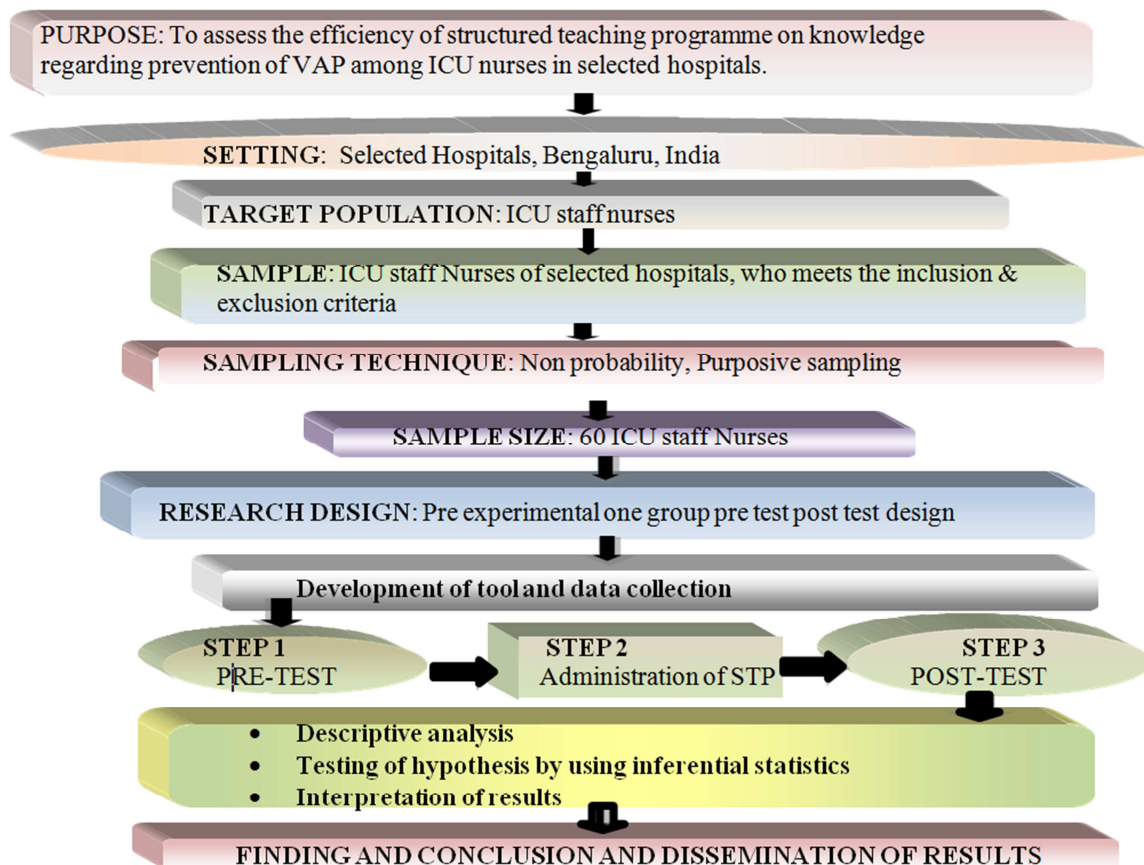 PURPOSE: To assess the efficiency of structured teaching programme on knowledge
regarding prevention of VAP among ICU nurses in selected hospitals.
SETTING: Selected Hospitals, Bengaluru, India
TARGET POPULATION: ICU staff nurses
SAMPLE: ICU staff Nurses of selected hospitals, who meets the inclusion &
exclusion criteria
SAMPLING TECHNIQUE: Non probability, Purposive sampling
SAMPLE SIZE: 60 ICU staff Nurses
RESEARCH DESIGN: Pre experimental one group pre test post test design
Development of tool and data collection
STEP 1
PRE-TEST
STEP 2
Administration of STP
STEP 3
POST-TEST
• Descriptive analysis
• Testing of hypothesis by using inferential statistics
• Interpretation of results
FINDING AND CONCLUSION AND DISSEMINATION OF RESULTS